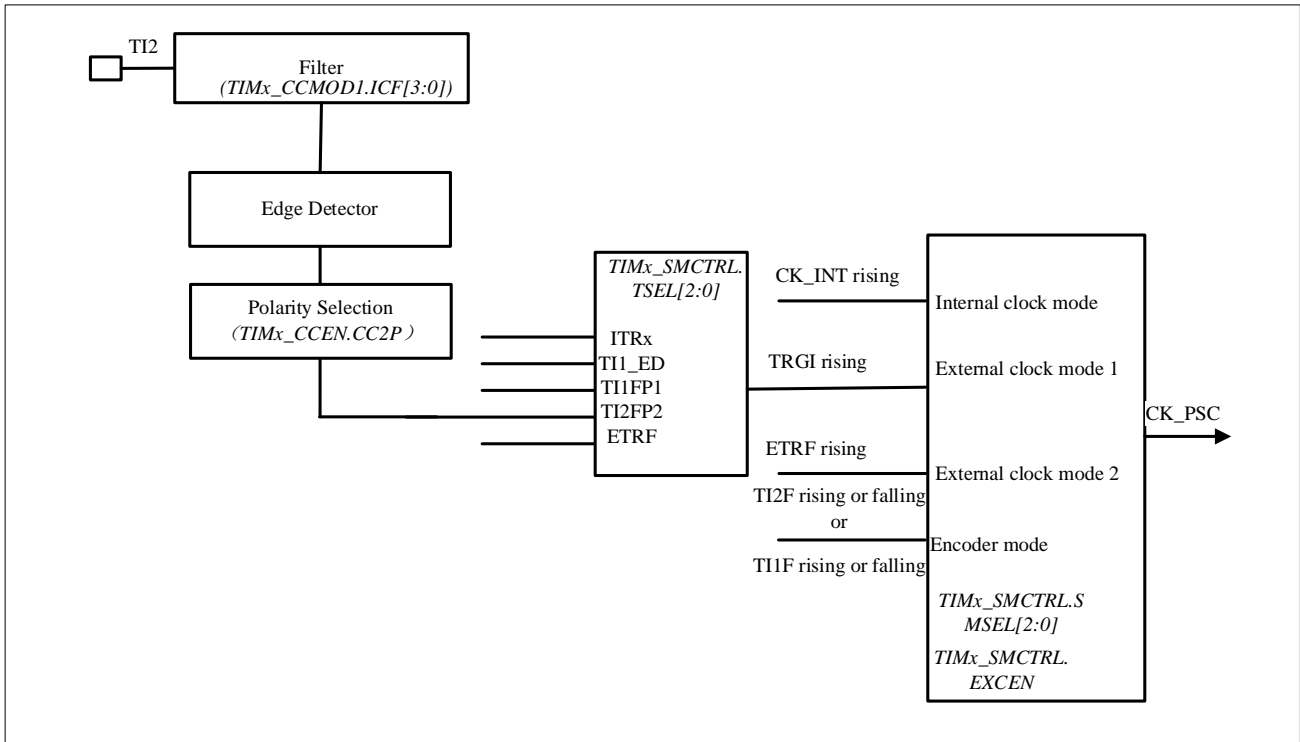 TI2
Filter
(TIMx_CCMOD1.ICF[3:0])
Edge Detector
Polarity Selection
（TIMx_CCEN.CC2P）
TIMx_SMCTRL.
TSEL[2:0]
ITRx
TI1_ED
TI1FP1
TI2FP2
ETRF
CK_INT rising
TRGI rising
ETRF rising
TI2F rising or falling
or
TI1F rising or falling
Internal clock mode
External clock mode 1
External clock mode 2
Encoder mode
TIMx_SMCTRL.S
MSEL[2:0]
TIMx_SMCTRL.
EXCEN
CK_PSC